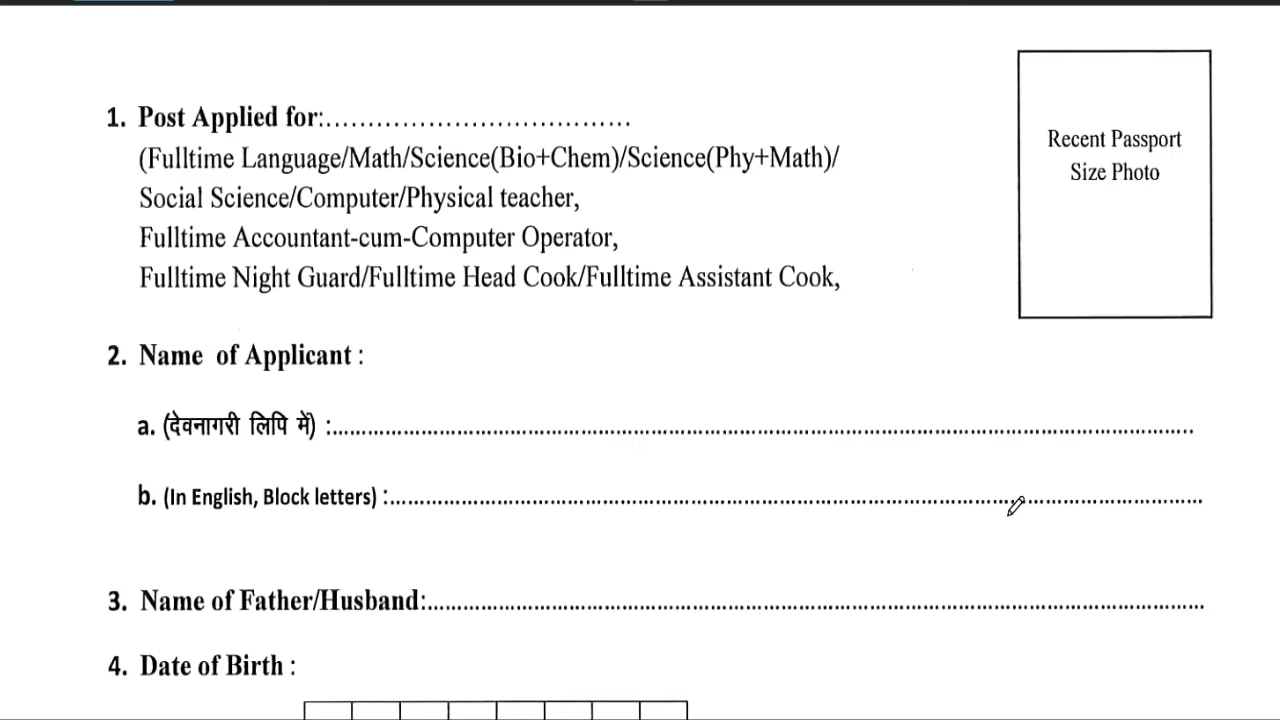 Recent Passport
Size Photo
1. Post Applied for:....................................
(Fulltime Language/Math/Science(Bio+Chem)/Science(Phy+Math)/
Social Science/Computer/Physical teacher,
Fulltime Accountant-cum-Computer Operator,
Fulltime Night Guard/Fulltime Head Cook/Fulltime Assistant Cook,
2. Name of Applicant :
a. (देवनागरी लिपि में) :................................................................................
b. (In English, Block letters) :................................................................................
3. Name of Father/Husband:................................................................................
4. Date of Birth :